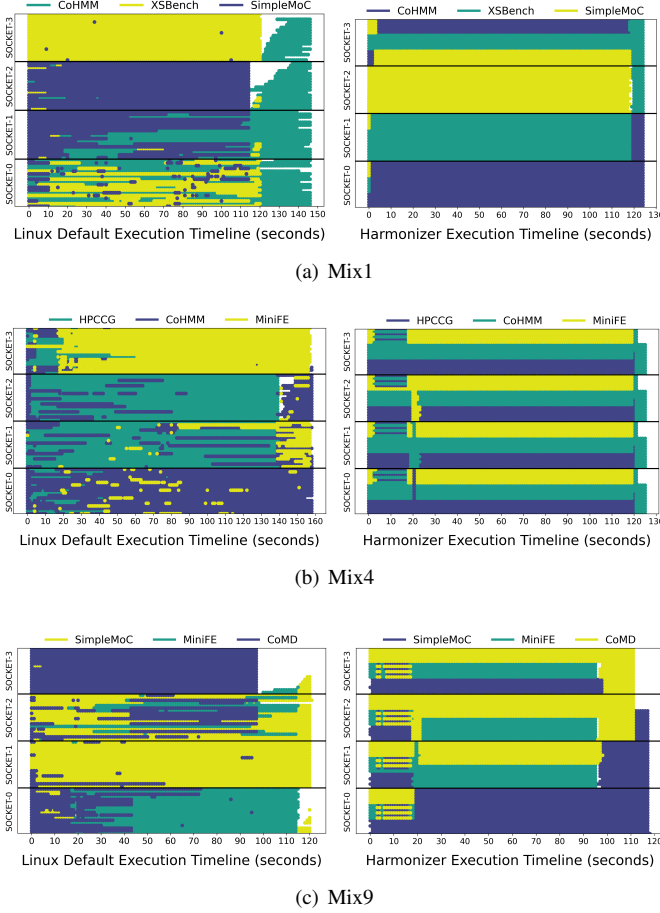 CoHMM XSBench SimpleMoC
SOCKET-3
SOCKET-2
SOCKET-1
SOCKET-0
0 10 20 30 40 50 60 70 80 90 100 110 120 130 140 150
Linux Default Execution Timeline (seconds)
CoHMM XSBench SimpleMoC
SOCKET-3
SOCKET-2
SOCKET-1
SOCKET-0
0 10 20 30 40 50 60 70 80 90 100 110 120 130
Harmonizer Execution Timeline (seconds)
(a) Mix1
HPCCG CoHMM MiniFE
SOCKET-3
SOCKET-2
SOCKET-1
SOCKET-0
0 10 20 30 40 50 60 70 80 90 100 110 120 130 140 150 160
Linux Default Execution Timeline (seconds)
HPCCG CoHMM MiniFE
SOCKET-3
SOCKET-2
SOCKET-1
SOCKET-0
0 10 20 30 40 50 60 70 80 90 100 110 120 130
Harmonizer Execution Timeline (seconds)
(b) Mix4
SimpleMoC MiniFE CoMD
SOCKET-3
SOCKET-2
SOCKET-1
SOCKET-0
0 10 20 30 40 50 60 70 80 90 100 110 120
Linux Default Execution Timeline (seconds)
SimpleMoC MiniFE CoMD
SOCKET-3
SOCKET-2
SOCKET-1
SOCKET-0
0 10 20 30 40 50 60 70 80 90 100 110 120
Harmonizer Execution Timeline (seconds)
(c) Mix9